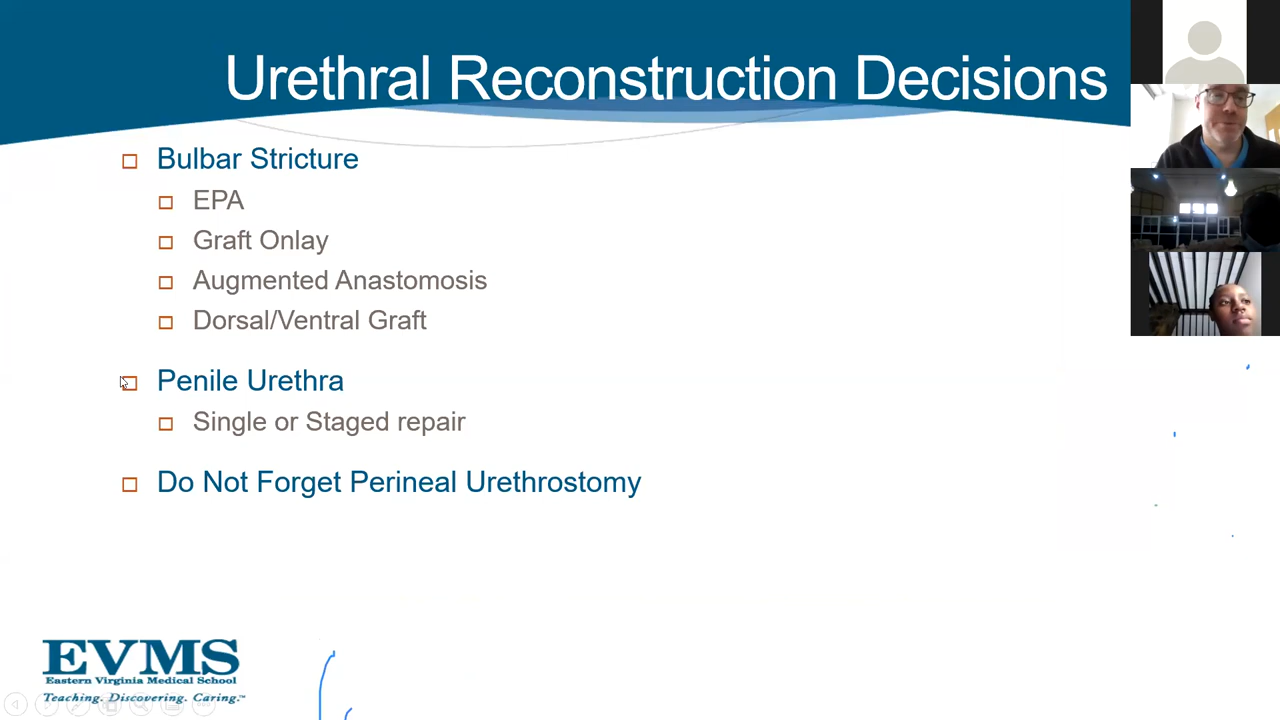 Urethral Reconstruction Decisions
Bulbar Stricture
EPA
Graft Onlay
Augmented Anastomosis
Dorsal/Ventral Graft
Penile Urethra
Single or Staged repair
Do Not Forget Perineal Urethrostomy
EVMS
Eastern Virginia Medical School
Teaching. Discovering. Caring.™